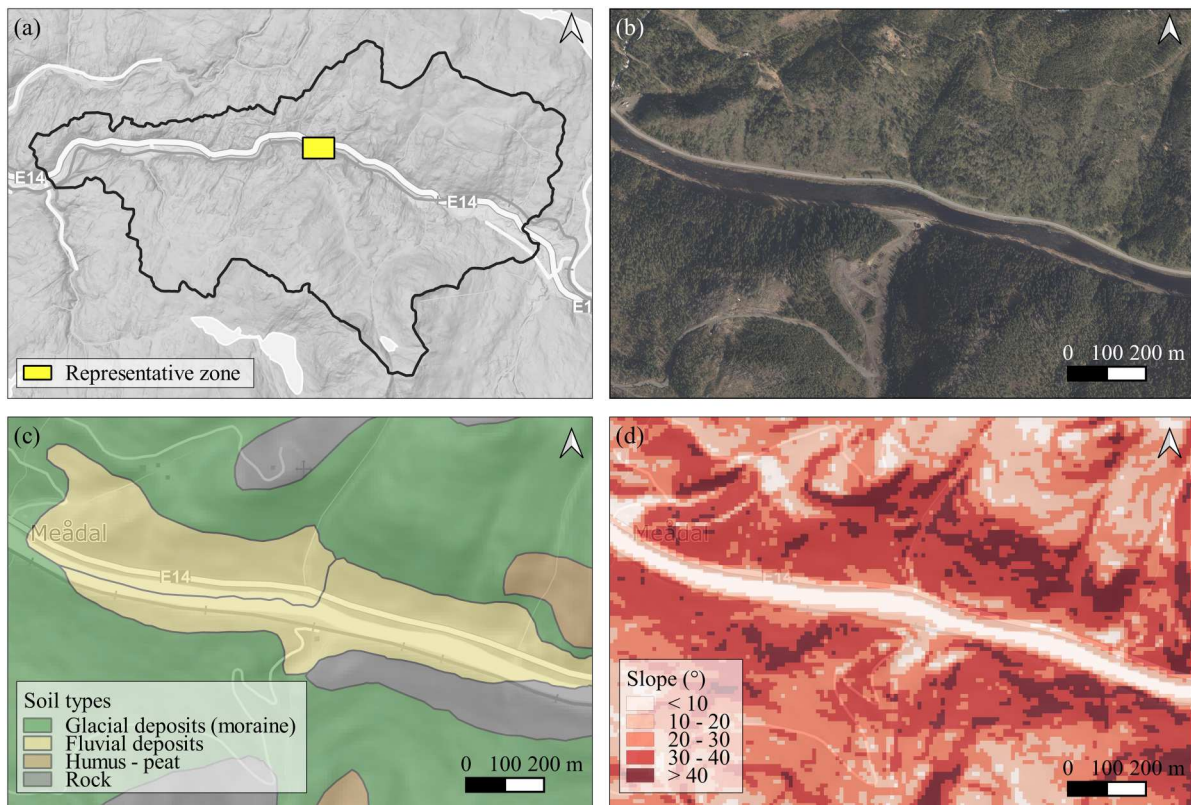 (a)
E14
E14
E1
Representative zone
(b)
0 100 200 m
(c)
Meådal
E14
Soil types
Glacial deposits (moraine)
Fluvial deposits
Humus - peat
Rock
0 100 200 m
(d)
Meådal
E14
Slope (°)
< 10
10 - 20
20 - 30
30 - 40
> 40
0 100 200 m